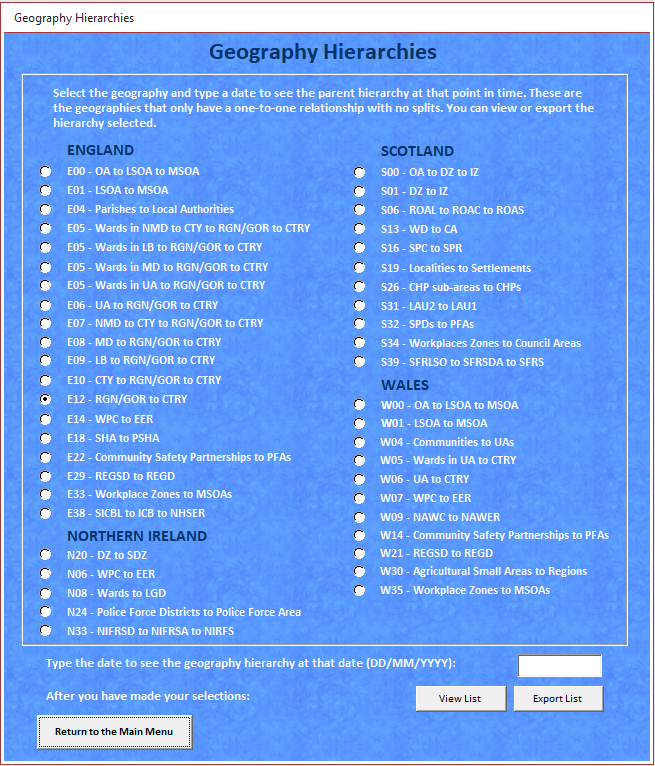 Geography Hierarchies
Geography Hierarchies
Select the geography and type a date to see the parent hierarchy at that point in time. These are
the geographies that only have a one-to-one relationship with no splits. You can view or export the
hierarchy selected.
ENGLAND
E00 - OA to LSOA to MSOA
E01 - LSOA to MSOA
E04 - Parishes to Local Authorities
E05 - Wards in NMD to CTY to RGN/GOR to CTRY
E05 - Wards in LB to RGN/GOR to CTRY
E05 - Wards in MD to RGN/GOR to CTRY
E05 - Wards in UA to RGN/GOR to CTRY
E06 - UA to RGN/GOR to CTRY
E07 - NMD to CTY to RGN/GOR to CTRY
E08 - MD to RGN/GOR to CTRY
E09 - LB to RGN/GOR to CTRY
E10 - CTY to RGN/GOR to CTRY
E12 - RGN/GOR to CTRY
E14 - WPC to EER
E18 - SHA to PSHA
E22 - Community Safety Partnerships to PFAs
E29 - REGSD to REGD
E33 - Workplace Zones to MSOAs
E38 - SICBL to ICB to NHSER
NORTHERN IRELAND
N20 - DZ to SDZ
N06 - WPC to EER
N08 - Wards to LGD
N24 - Police Force Districts to Police Force Area
N33 - NIFRSD to NIFRSA to NIRFS
SCOTLAND
S00 - OA to DZ to IZ
S01 - DZ to IZ
S06 - ROAL to ROAC to ROAS
S13 - WD to CA
S16 - SPC to SPR
S19 - Localities to Settlements
S26 - CHP sub-areas to CHPs
S31 - LAU2 to LAU1
S32 - SPDs to PFAs
S34 - Workplaces Zones to Council Areas
S39 - SFRLSO to SFRSDA to SFRS
WALES
W00 - OA to LSOA to MSOA
W01 - LSOA to MSOA
W04 - Communities to UAs
W05 - Wards in UA to CTRY
W06 - UA to CTRY
W07 - WPC to EER
W09 - NAWC to NAWER
W14 - Community Safety Partnerships to PFAs
W21 - REGSD to REGD
W30 - Agricultural Small Areas to Regions
W35 - Workplace Zones to MSOAs
Type the date to see the geography hierarchy at that date (DD/MM/YYYY):
After you have made your selections:
View List
Export List
Return to the Main Menu